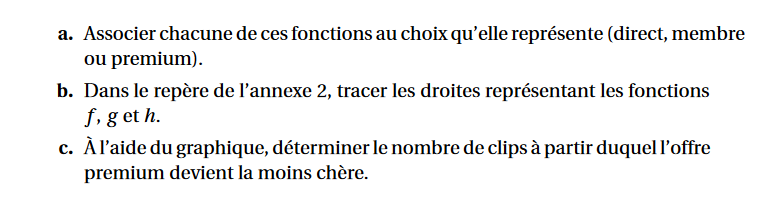 a. Associer chacune de ces fonctions au choix qu'elle représente (direct, membre
ou premium).
b. Dans le repère de l'annexe 2, tracer les droites représentant les fonctions
f, g et h.
c. À l'aide du graphique, déterminer le nombre de clips à partir duquel l'offre
premium devient la moins chère.